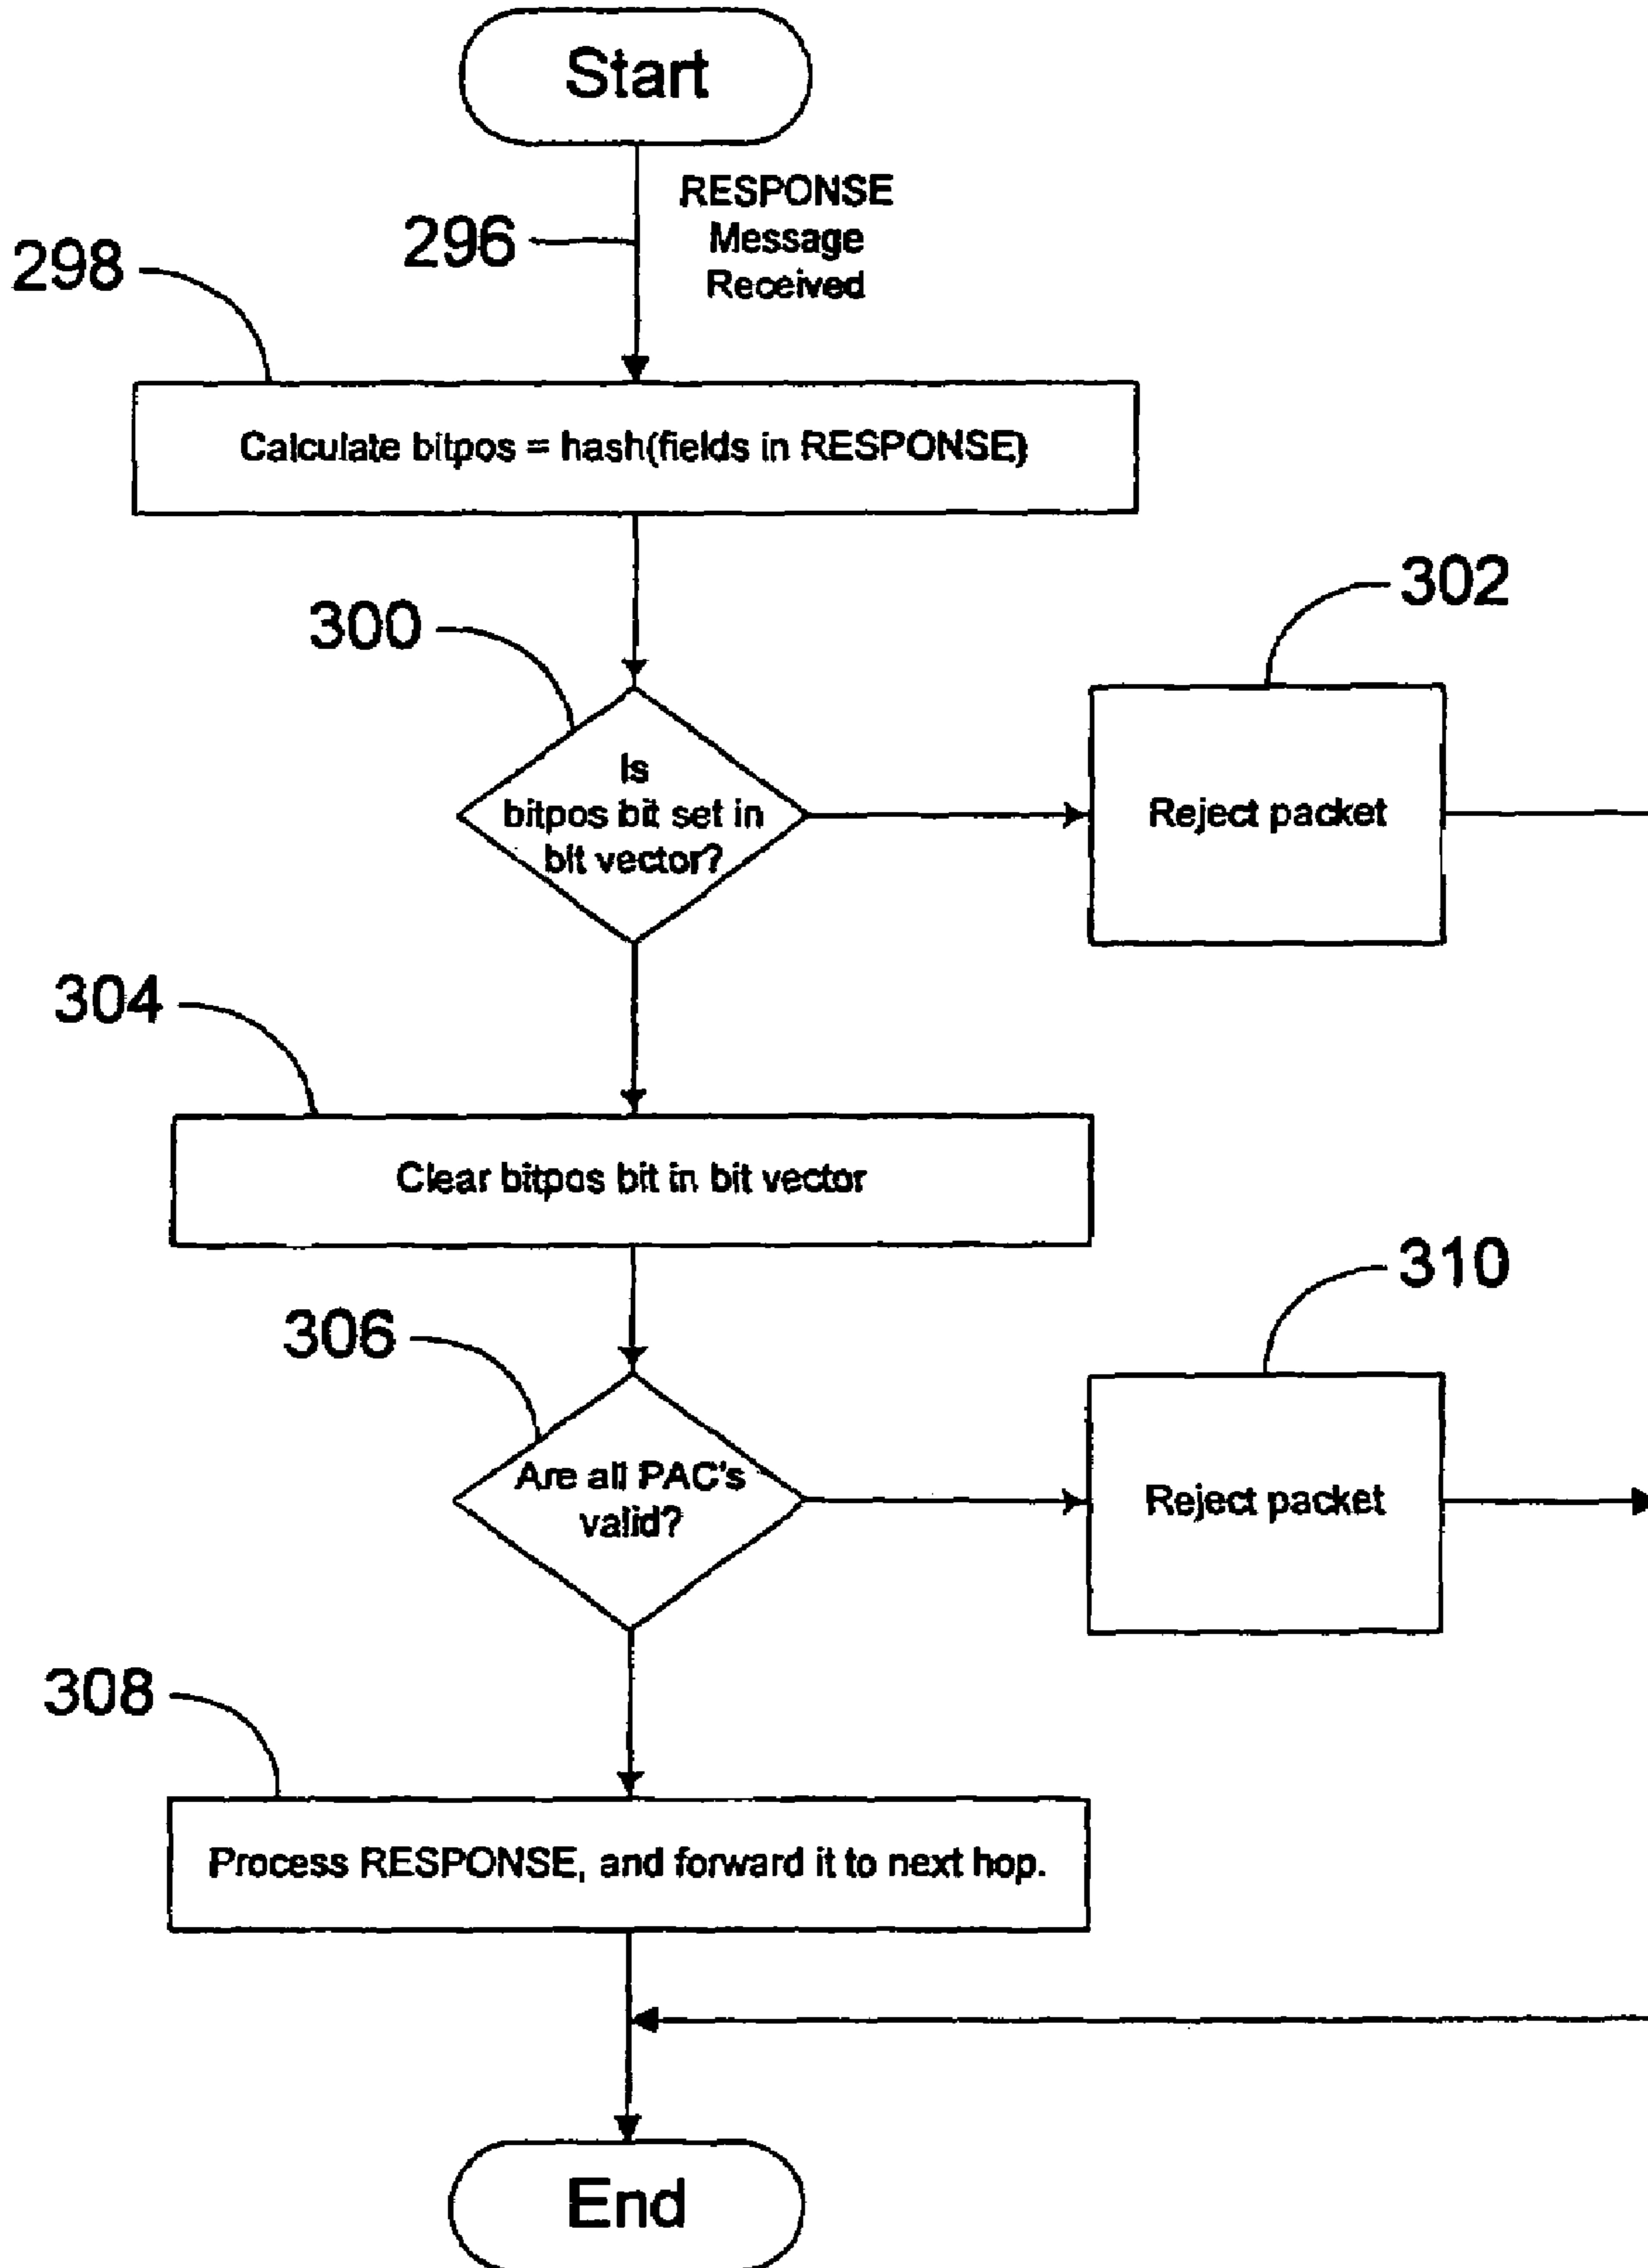 Start
RESPONSE
296
Message
298
Received
Calculate bitpos = hash(fields in RESPONSE)
302
300
Is
bitpos bit set in
bit vector?
Reject packet
304
Clear bitpos bit in bit vector
310
306
Are all PAC's
valid?
Reject packet
308
Process RESPONSE, and forward it to next hop.
End